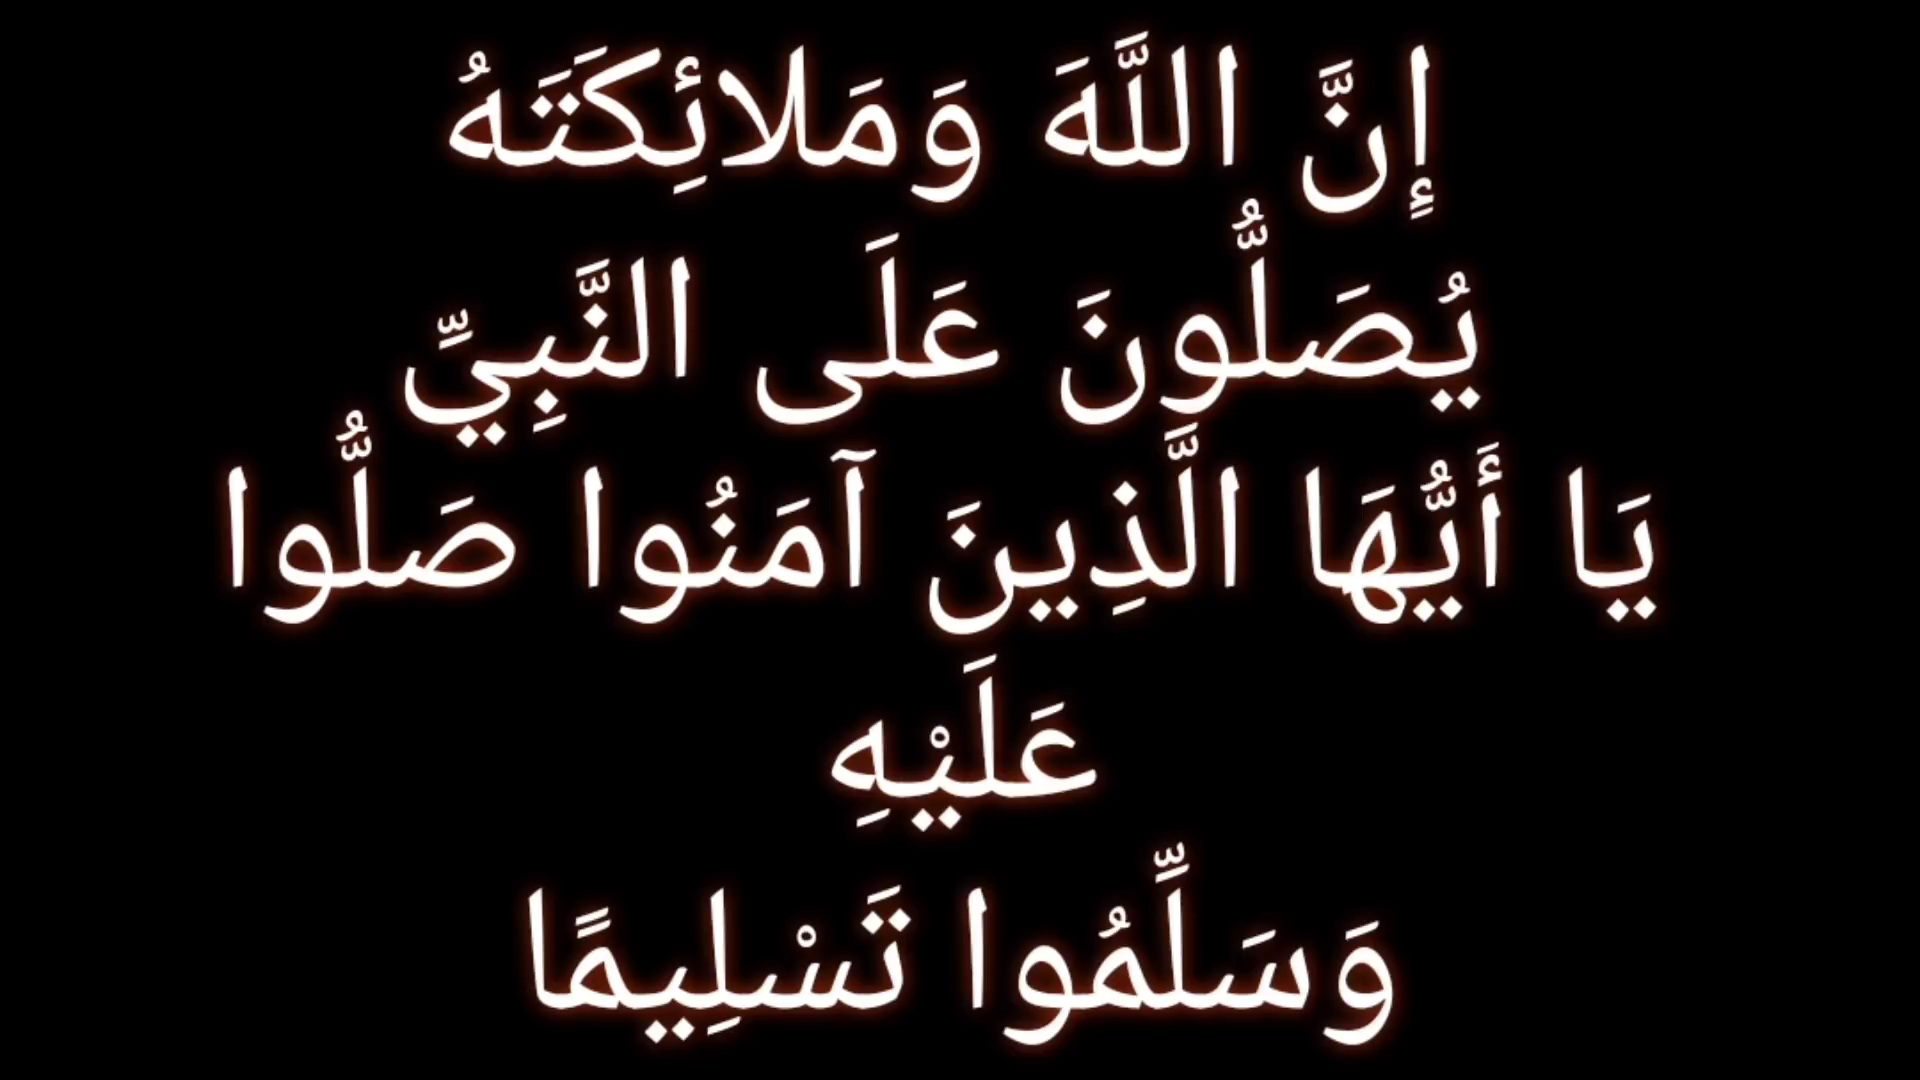 إِنَّ اللَّهَ وَمَلائِكَتَهُ
يُصَلُّونَ عَلَى النَّبِيِّ
يَا أَيُّهَا الَّذِينَ آمَنُوا صَلُّوا
عَلَيْهِ
وَسَلِّمُوا تَسْلِيمًا